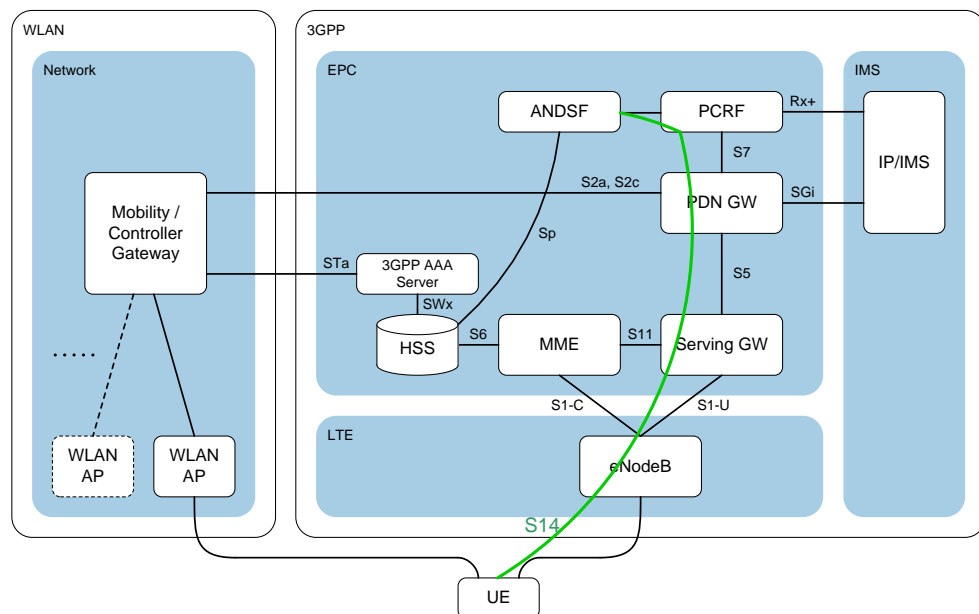 WLAN
3GPP
Network
EPC
IMS
ANDSF
PCRF
Rx+
S7
IP/IMS
S2a, S2c
SGi
PDN GW
Mobility /
Controller
Gateway
Sp
STa
3GPP AAA
Server
S5
SWx
S6
MME
S11
Serving GW
HSS
. . . . .
S1-C
S1-U
LTE
WLAN
AP
WLAN
AP
eNodeB
S14
UE